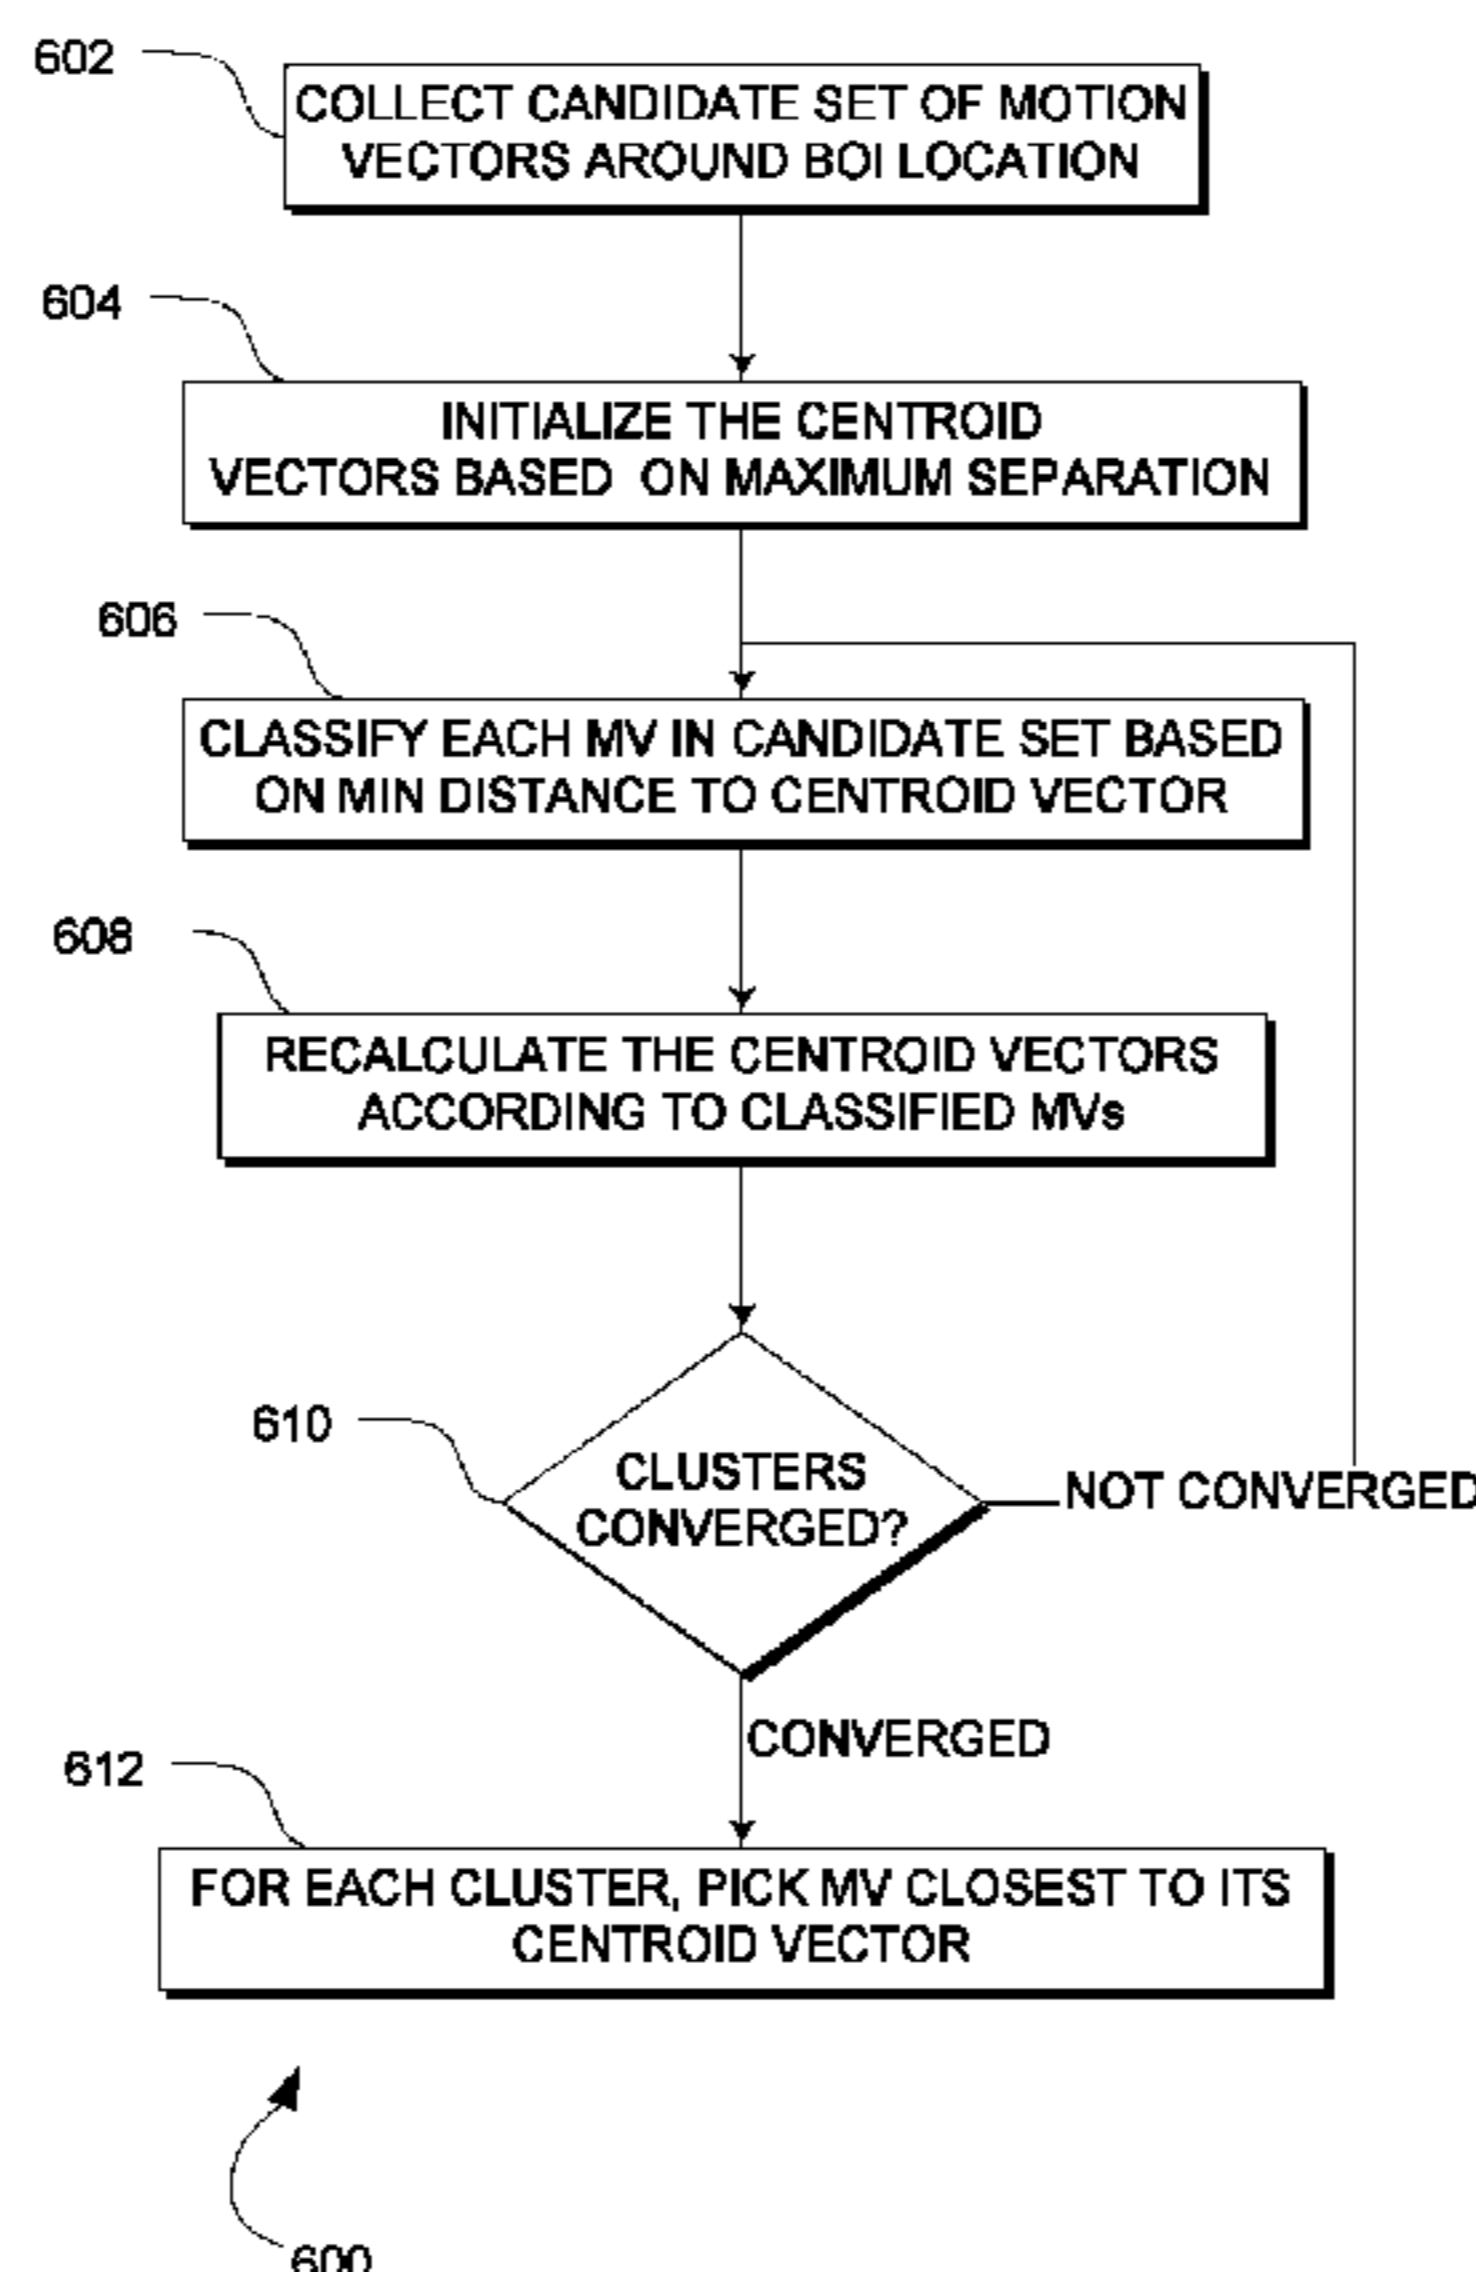 602
COLLECT CANDIDATE SET OF MOTION
VECTORS AROUND BOI LOCATION
604
INITIALIZE THE CENTROID
VECTORS BASED ON MAXIMUM SEPARATION
606
CLASSIFY EACH MV IN CANDIDATE SET BASED
ON MIN DISTANCE TO CENTROID VECTOR
608
RECALCULATE THE CENTROID VECTORS
ACCORDING TO CLASSIFIED MVs
610
CLUSTERS
CONVERGED?
NOT CONVERGED
CONVERGED
612
FOR EACH CLUSTER, PICK MV CLOSEST TO ITS
CENTROID VECTOR
600